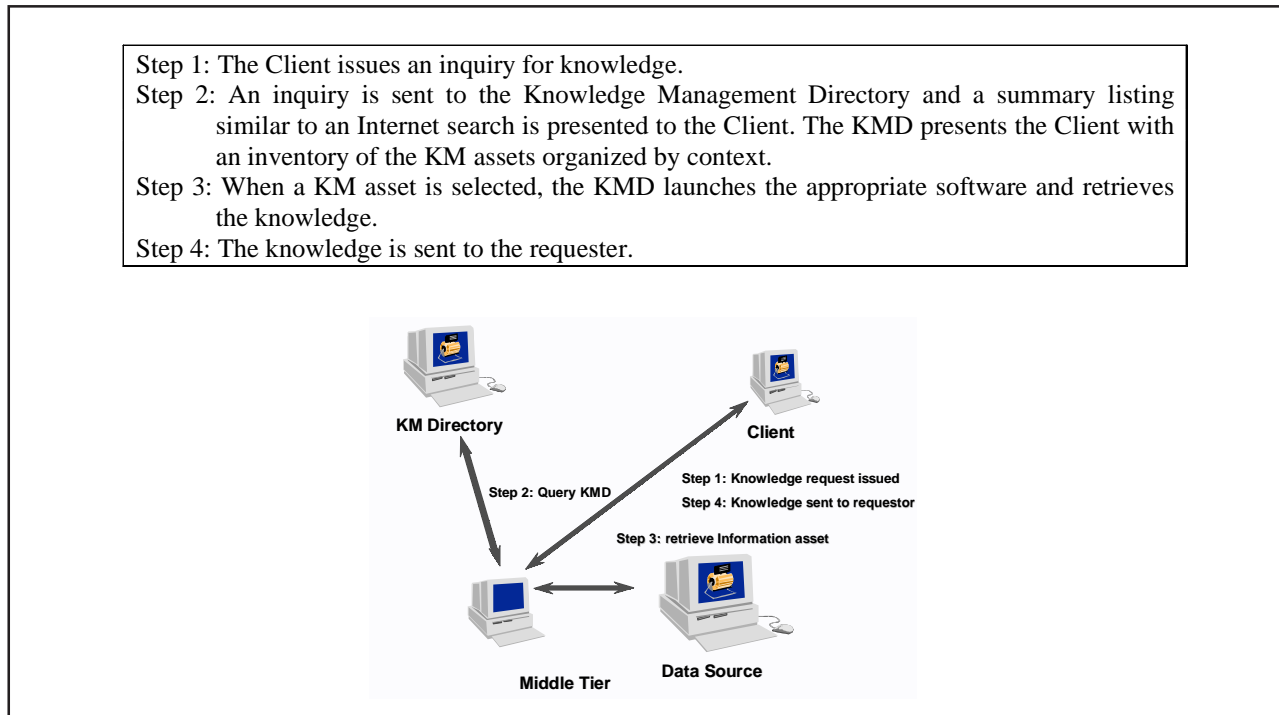 Step 1: The Client issues an inquiry for knowledge.
Step 2: An inquiry is sent to the Knowledge Management Directory and a summary listing
similar to an Internet search is presented to the Client. The KMD presents the Client with
an inventory of the KM assets organized by context.
Step 3: When a KM asset is selected, the KMD launches the appropriate software and retrieves
the knowledge.
Step 4: The knowledge is sent to the requester.
KM Directory
Client
Step 1: Knowledge request issued
Step 2: Query KMD
Step 4: Knowledge sent to requestor
Step 3: retrieve Information asset
Data Source
Middle Tier